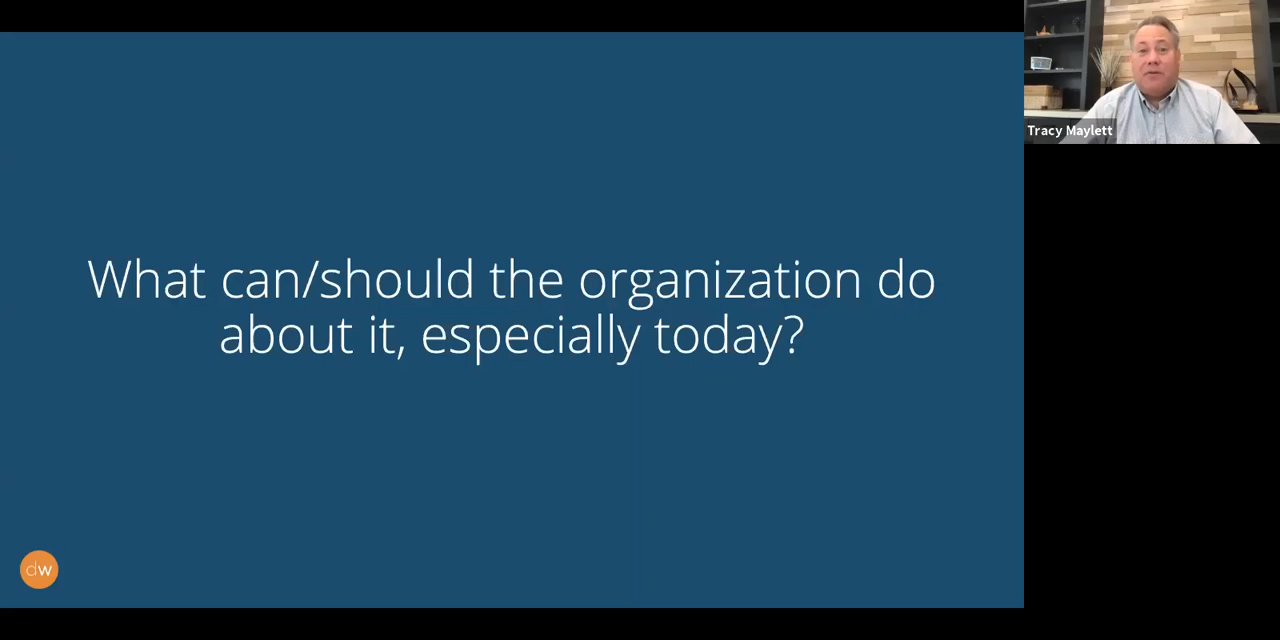 What can/should the organization do
about it, especially today?
Tracy Maylett
dw